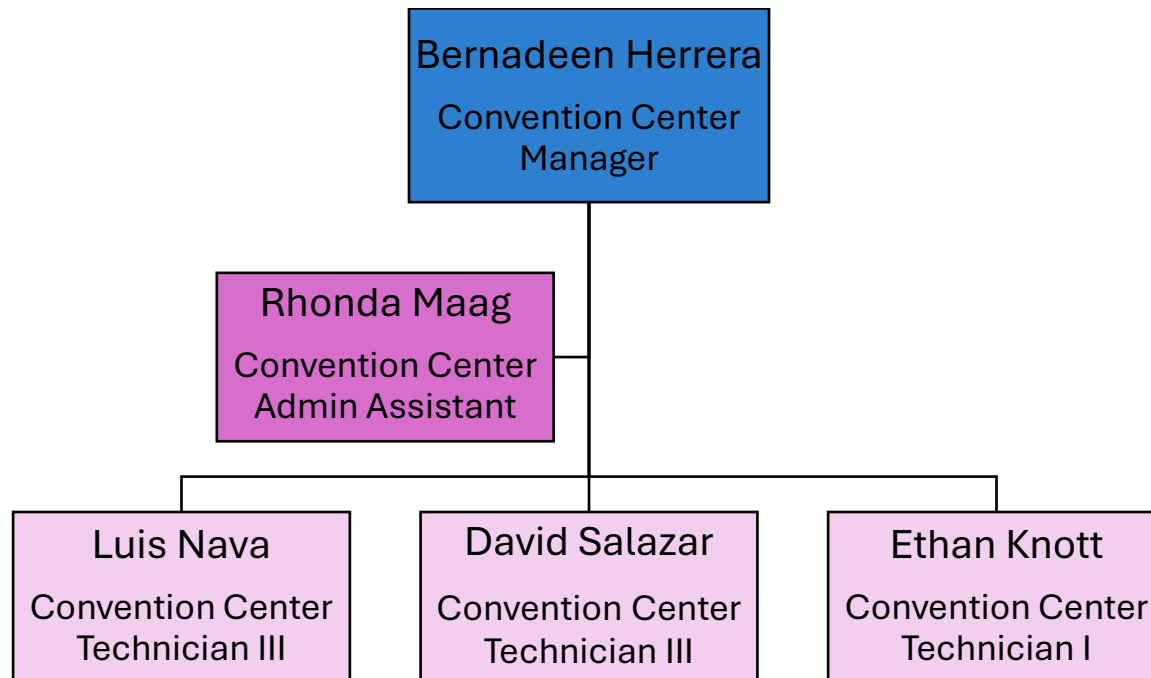 Bernadeen Herrera
Convention Center
Manager
Rhonda Maag
Convention Center
Admin Assistant
Luis Nava
Convention Center
Technician III
David Salazar
Convention Center
Technician III
Ethan Knott
Convention Center
Technician I